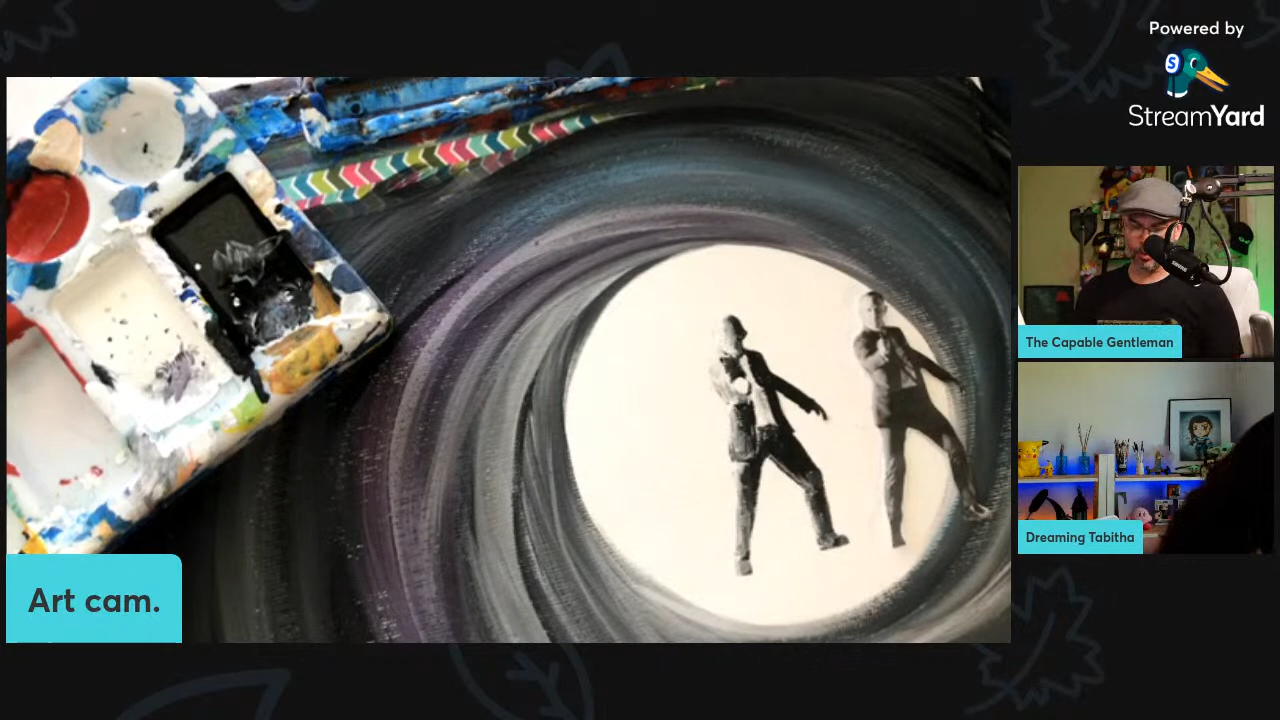 Powered by
S
StreamYard
The Capable Gentleman
Dreaming Tabitha
Art cam.